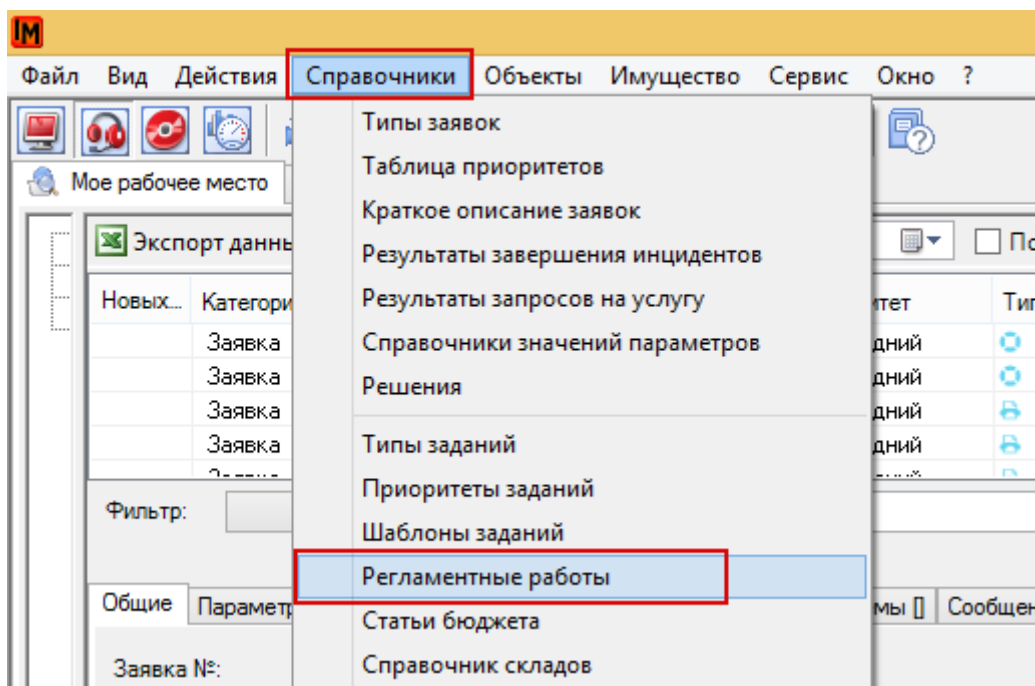 IM
Файл Вид Действия Справочники Объекты Имущество Сервис Окно ?
Типы заявок
Таблица приоритетов
Мое рабочее место
Краткое описание заявок
Экспорт данны
Результаты завершения инцидентов
Новых... Категори
Результаты запросов на услугу
итет Тип
Заявка
Справочники значений параметров
дний
Заявка
Решения
дний
Заявка
дний
Заявка
Типы заданий
дний
Приоритеты заданий
Фильтр:
Шаблоны заданий
Регламентные работы
Общие Параметр
мы [] Сообщен
Статьи бюджета
Заявка №:
Справочник складов